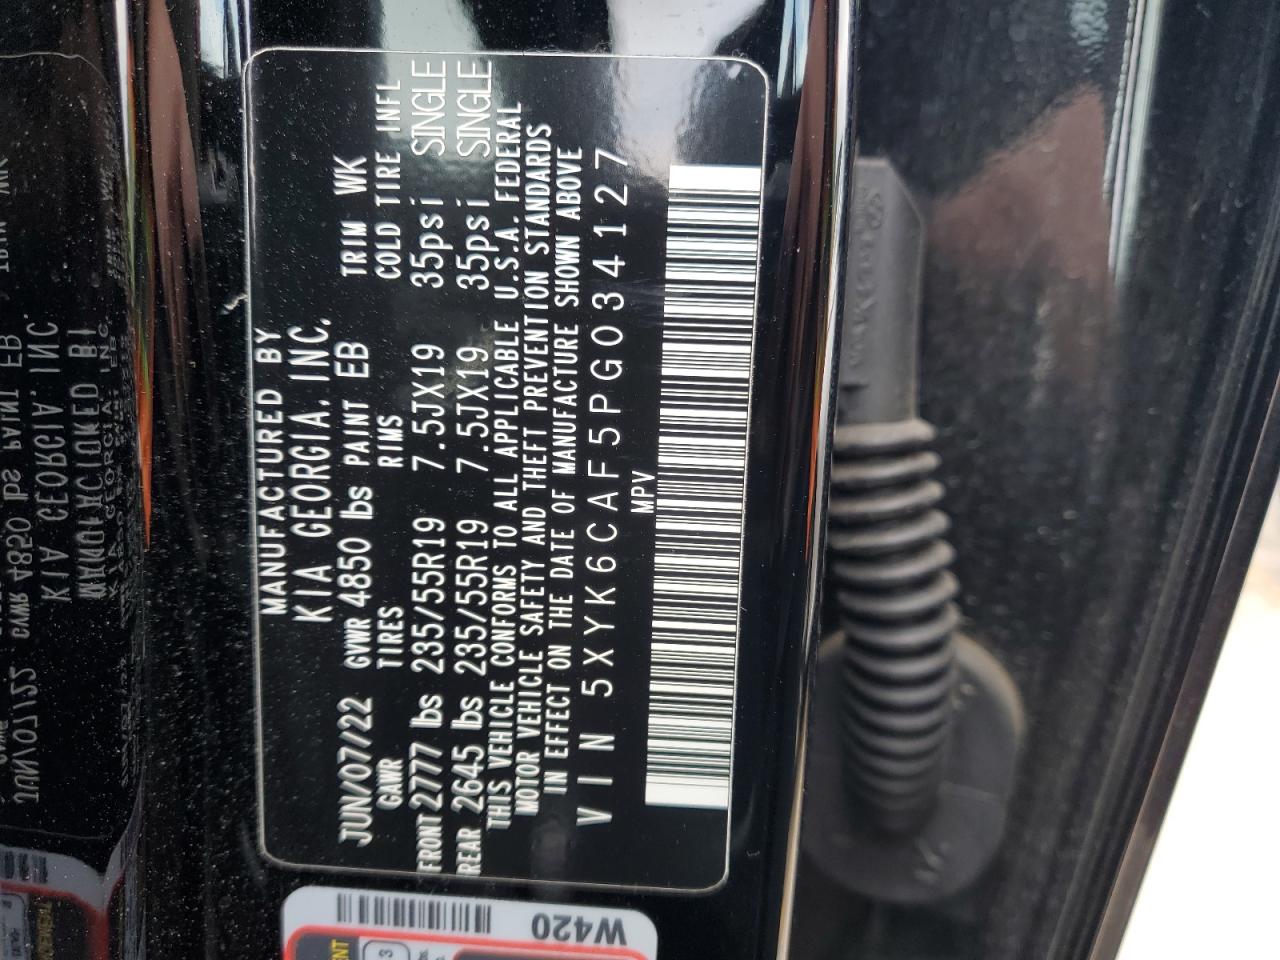 MANUFACTURED BY
KIA GEORGIA. INC.
JUN/07/22 GVWR 4850 lbs PAINT EB TRIM WK
GAWR TIRES RIMS COLD TIRE INFL
FRONT 2777 lbs 235/55R19 7.5JX19 35psi SINGLE
REAR 2645 lbs 235/55R19 7.5JX19 35psi SINGLE
THIS VEHICLE CONFORMS TO ALL APPLICABLE U.S.A. FEDERAL
MOTOR VEHICLE SAFETY AND THEFT PREVENTION STANDARDS
IN EFFECT ON THE DATE OF MANUFACTURE SHOWN ABOVE
VIN 5XYK6CAF5PG034127
MPV
W420